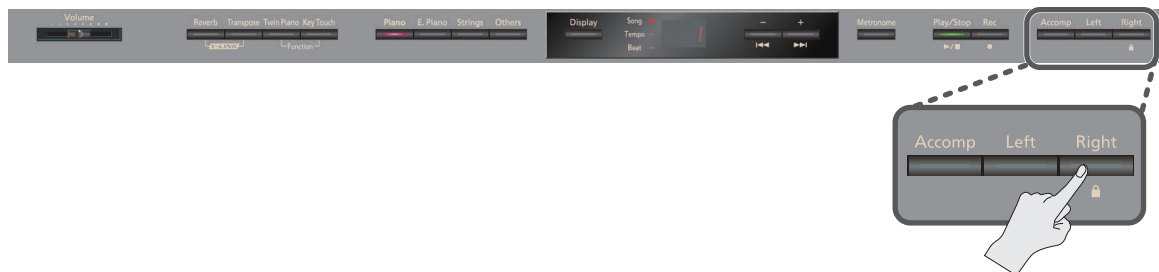 Volume
Reverb Transpose Twin Piano Key Touch
V-LINK
Function
Piano E. Piano Strings Others
Display
Song
Tempo
Beat
− +
Metronome
Play/Stop Rec
Accomp Left Right
Accomp Left Right